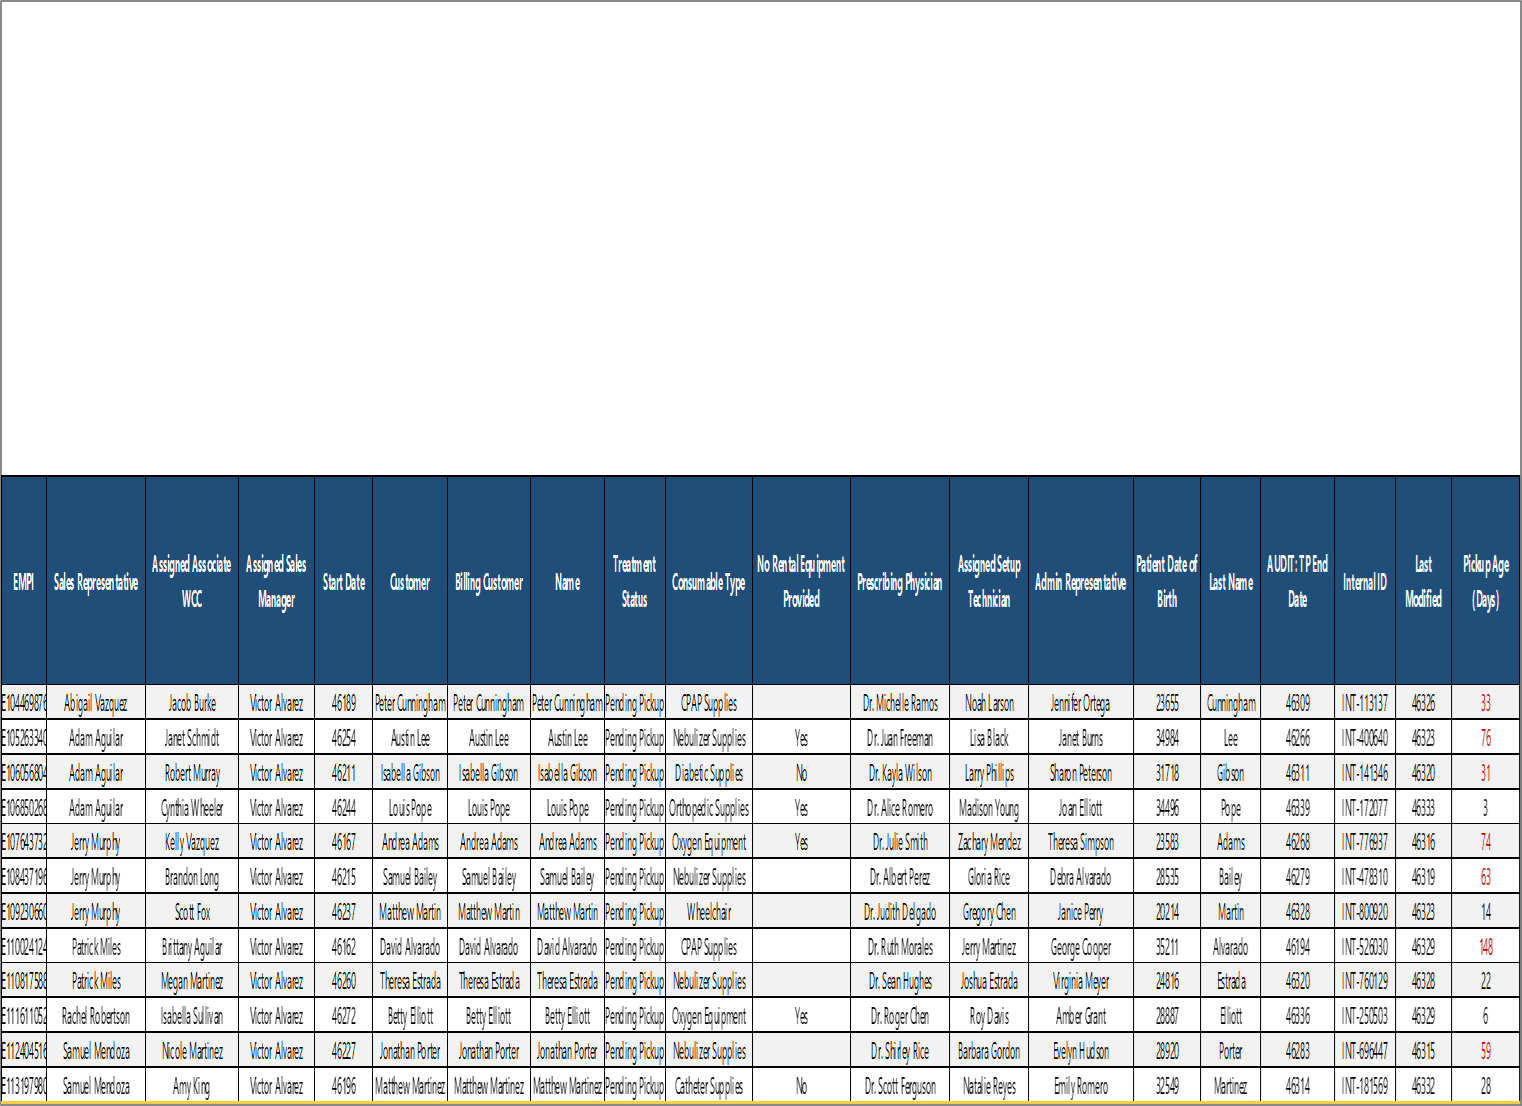 EMPI Sales Representative Assigned Associate WCC Assigned Sales Manager Start Date Customer Billing Customer Name Treatment Status Consumable Type No Rental Equipment Provided Prescribing Physician Assigned Setup Technician Admin Representative Patient Date of Birth Last Name AUDIT: TP End Date Internal ID Last Modified Pickup Age (Days)
E104469876 Abigail Vazquez Jacob Burke Victor Alvarez 46189 Peter Cunningham Peter Cunningham Peter Cunningham Pending Pickup CPAP Supplies Dr. Michelle Ramos Noah Larson Jennifer Ortega 23655 Cunningham 46309 INT-113137 46326 33
E105263340 Adam Aguilar Janet Schmidt Victor Alvarez 46254 Austin Lee Austin Lee Austin Lee Pending Pickup Nebulizer Supplies Yes Dr. Juan Freeman Lisa Black Janet Burns 34984 Lee 46266 INT-400640 46323 76
E106056804 Adam Aguilar Robert Murray Victor Alvarez 46211 Isabella Gibson Isabella Gibson Isabella Gibson Pending Pickup Diabetic Supplies No Dr. Kayla Wilson Larry Phillips Sharon Peterson 31718 Gibson 46311 INT-141346 46320 31
E106850268 Adam Aguilar Cynthia Wheeler Victor Alvarez 46244 Louis Pope Louis Pope Louis Pope Pending Pickup Orthopedic Supplies Yes Dr. Alice Romero Madison Young Joan Elliott 34496 Pope 46339 INT-172077 46333 3
E107643732 Jerry Murphy Kelly Vazquez Victor Alvarez 46167 Andrea Adams Andrea Adams Andrea Adams Pending Pickup Oxygen Equipment Yes Dr. Julie Smith Zachary Mendez Theresa Simpson 23583 Adams 46268 INT-776937 46316 74
E108437196 Jerry Murphy Brandon Long Victor Alvarez 46215 Samuel Bailey Samuel Bailey Samuel Bailey Pending Pickup Nebulizer Supplies Dr. Albert Perez Gloria Rice Debra Alvarado 28535 Bailey 46279 INT-478310 46319 63
E109230660 Jerry Murphy Scott Fox Victor Alvarez 46237 Matthew Martin Matthew Martin Matthew Martin Pending Pickup Wheelchair Dr. Judith Delgado Gregory Chen Janice Perry 20214 Martin 46328 INT-800920 46323 14
E110024124 Patrick Miles Brittany Aguilar Victor Alvarez 46162 David Alvarado David Alvarado David Alvarado Pending Pickup CPAP Supplies Dr. Ruth Morales Jerry Martinez George Cooper 35211 Alvarado 46194 INT-526030 46329 148
E110817588 Patrick Miles Megan Martinez Victor Alvarez 46260 Theresa Estrada Theresa Estrada Theresa Estrada Pending Pickup Nebulizer Supplies Dr. Sean Hughes Joshua Estrada Virginia Meyer 24816 Estrada 46320 INT-760129 46328 22
E111611052 Rachel Robertson Isabella Sullivan Victor Alvarez 46272 Betty Elliott Betty Elliott Betty Elliott Pending Pickup Oxygen Equipment Yes Dr. Roger Chen Roy Davis Amber Grant 28887 Elliott 46336 INT-250503 46329 6
E112404516 Samuel Mendoza Nicole Martinez Victor Alvarez 46227 Jonathan Porter Jonathan Porter Jonathan Porter Pending Pickup Nebulizer Supplies Dr. Shirley Rice Barbara Gordon Evelyn Hudson 28920 Porter 46283 INT-696447 46315 59
E113197980 Samuel Mendoza Amy King Victor Alvarez 46196 Matthew Martinez Matthew Martinez Matthew Martinez Pending Pickup Catheter Supplies No Dr. Scott Ferguson Natalie Reyes Emily Romero 32549 Martinez 46314 INT-181569 46332 28